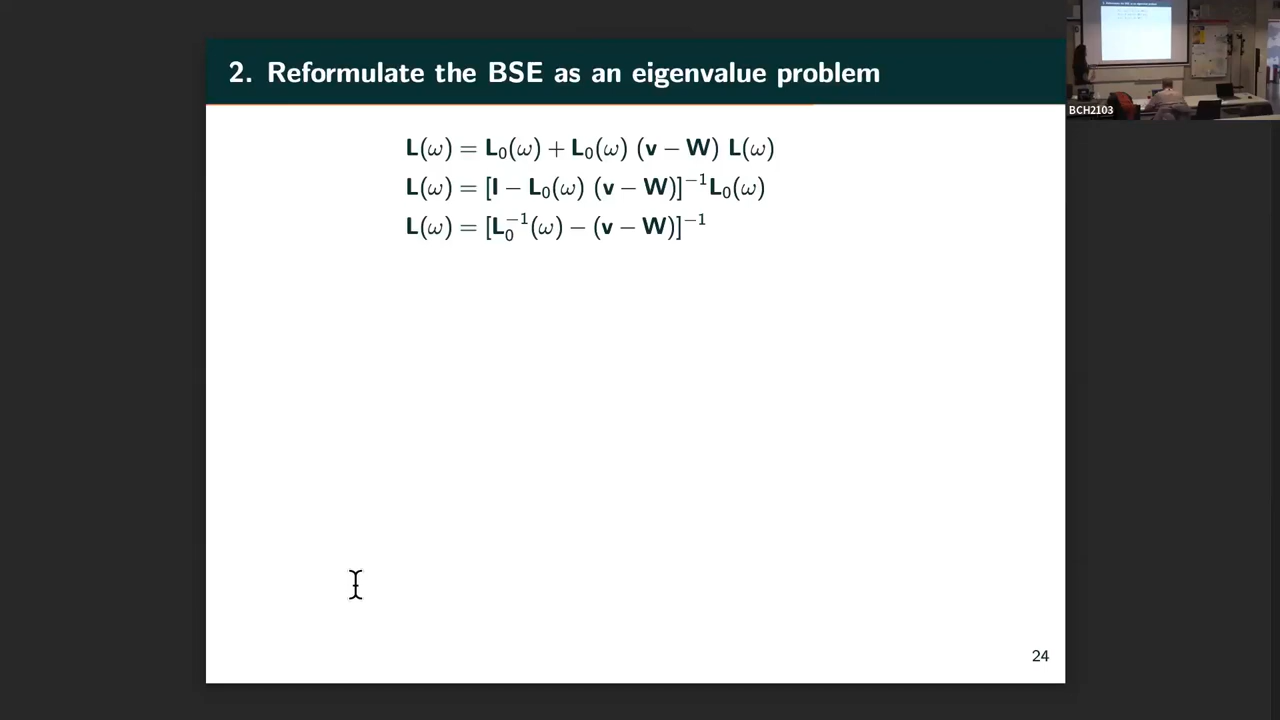 2. Reformulate the BSE as an eigenvalue problem
L(ω) = L₀(ω) + L₀(ω) (v − W) L(ω)
L(ω) = [I − L₀(ω) (v − W)]⁻¹L₀(ω)
L(ω) = [L₀⁻¹(ω) − (v − W)]⁻¹
24
BCH2103